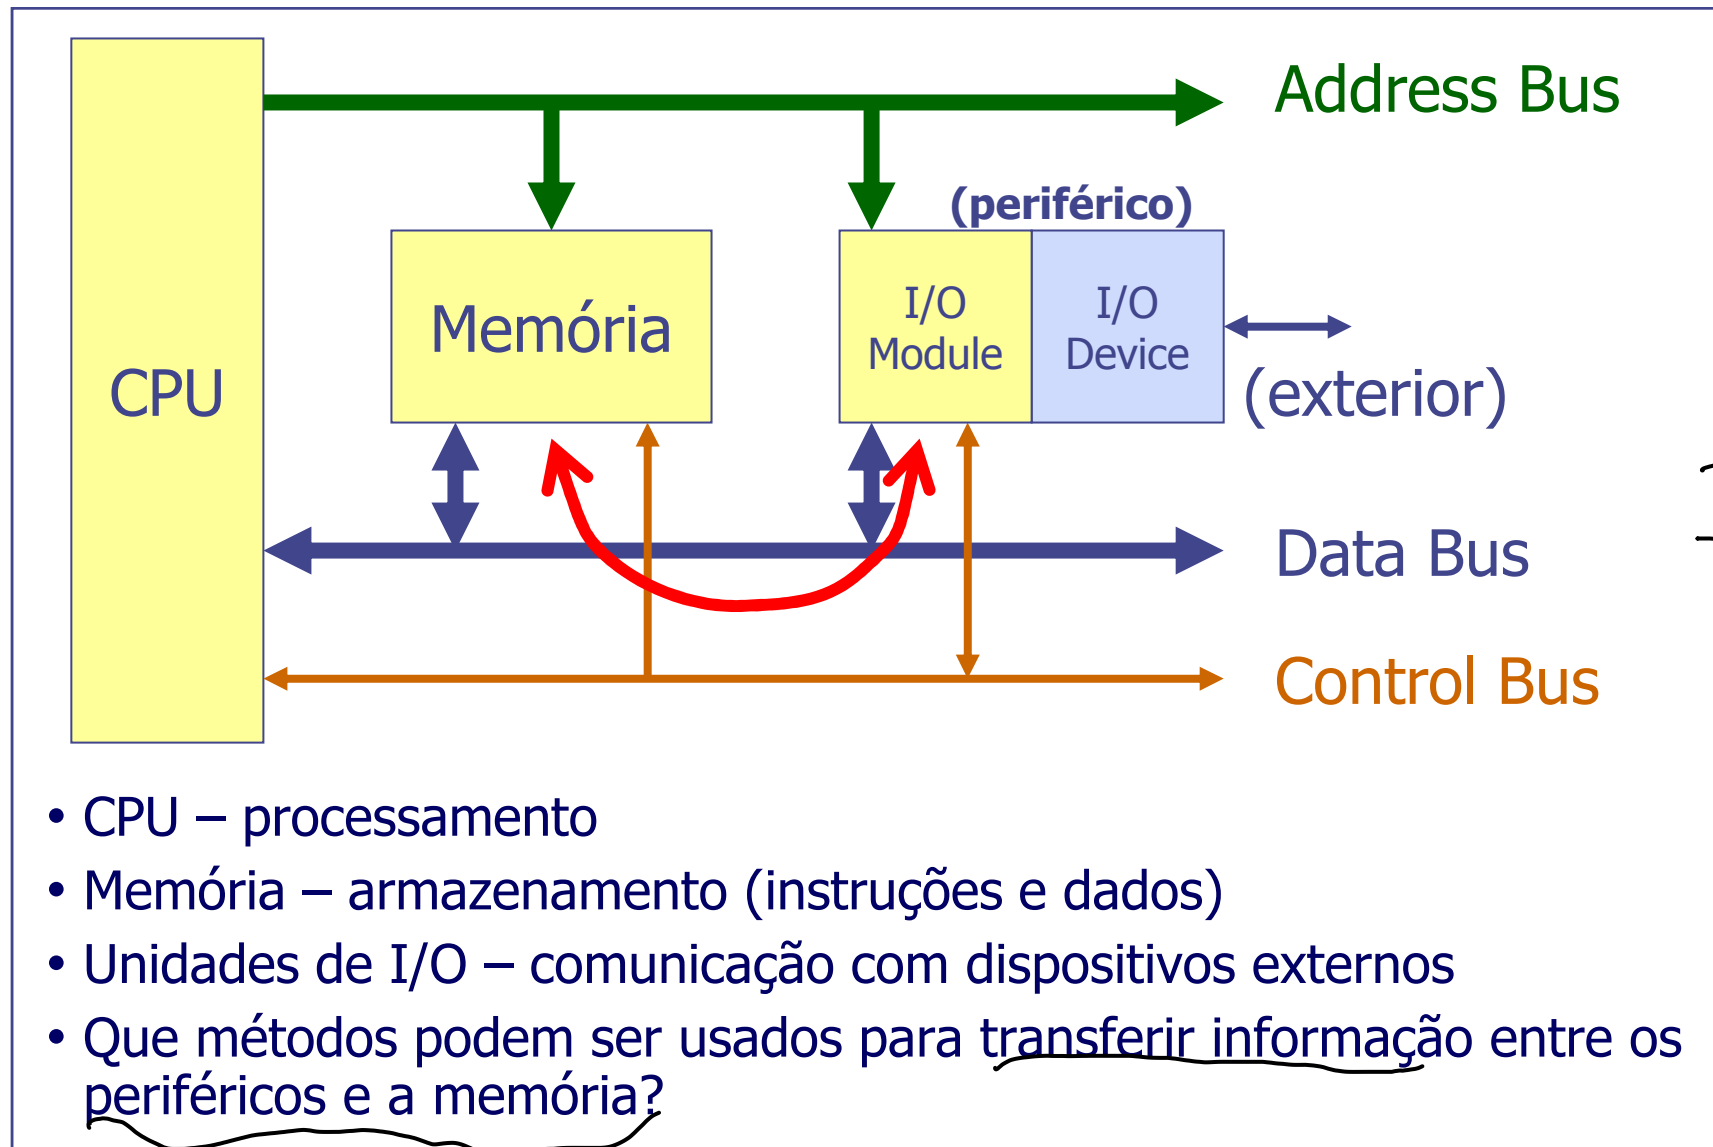 Address Bus
(periférico)
CPU
Memória
I/O
Module
I/O
Device
(exterior)
Data Bus
Control Bus
• CPU – processamento
• Memória – armazenamento (instruções e dados)
• Unidades de I/O – comunicação com dispositivos externos
• Que métodos podem ser usados para transferir informação entre os
periféricos e a memória?